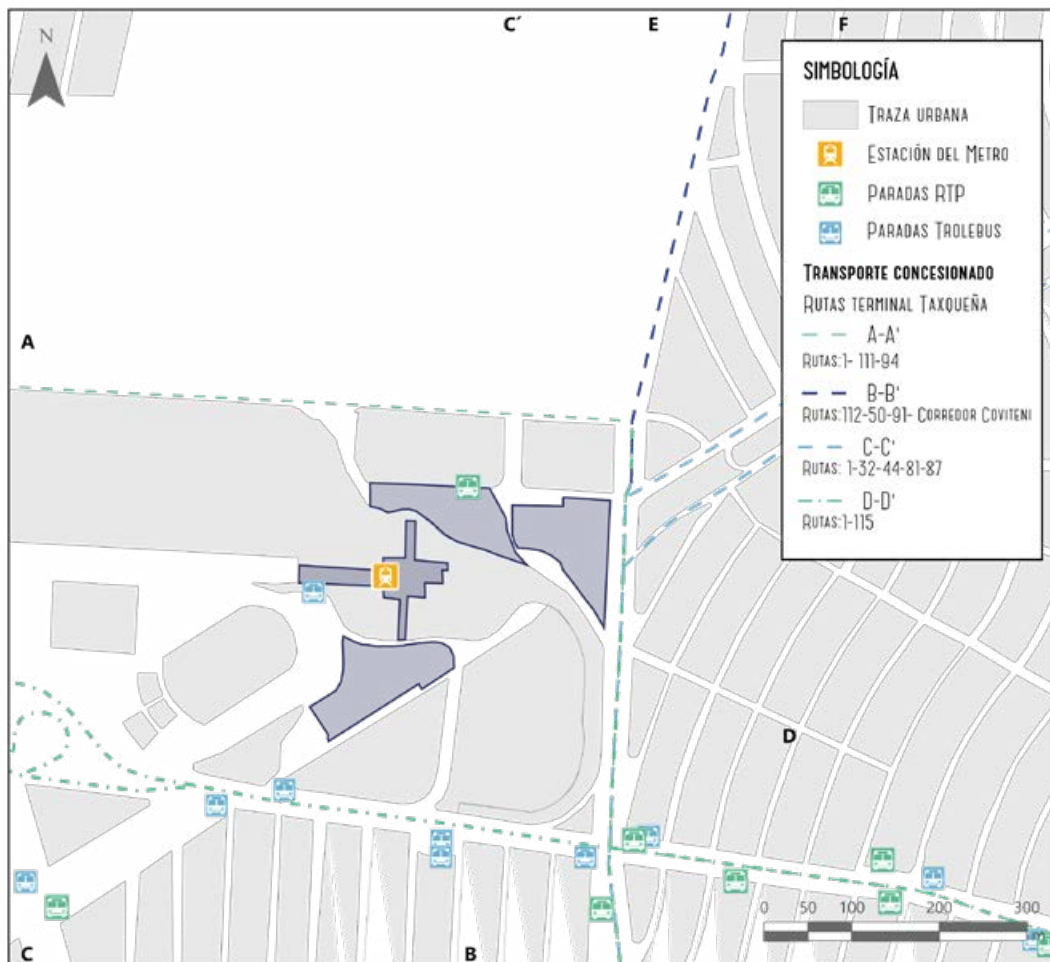 C´
E
F
N
SIMBOLOGÍA
TRAZA URBANA
ESTACIÓN DEL METRO
PARADAS RTP
PARADAS TROLEBUS
TRANSPORTE CONCESIONADO
RUTAS TERMINAL TAXQUEÑA
A-A'
RUTAS:1- 111-94
B-B'
RUTAS:112-50-91- CORREDOR COVITENI
C-C'
RUTAS: 1-32-44-81-87
D-D'
RUTAS:1-115
A
D
0 50 100 200 300
C
B